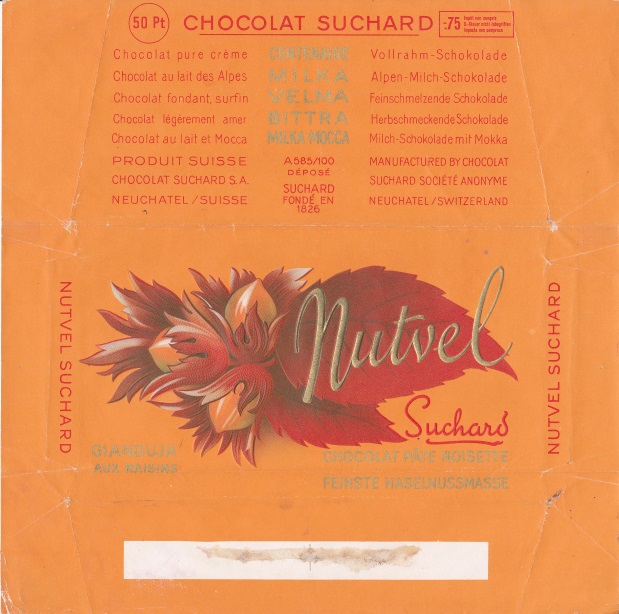 50 Pt CHOCOLAT SUCHARD -.75
Chocolat pure crème CENTENAIRE Vollrahm-Schokolade
Chocolat au lait des Alpes MILKA Alpen-Milch-Schokolade
Chocolat fondant, surfin VELMA Feinschmelzende Schokolade
Chocolat légèrement amer BITTRA Herbschmeckende Schokolade
Chocolat au lait et Mocca MILKA MOCCA Milch-Schokolade mit Mokka
PRODUIT SUISSE A 585/100 MANUFACTURED BY CHOCOLAT
DÉPOSÉ
CHOCOLAT SUCHARD S.A. SUCHARD SUCHARD SOCIÉTÉ ANONYME
NEUCHATEL/SUISSE FONDÉ EN NEUCHATEL/SWITZERLAND
1826
NUTVEL SUCHARD
Nutvel
NUTVEL SUCHARD
Suchard
GIANDUJA
AUX RAISINS
CHOCOLAT PÂTE NOISETTE
FEINSTE HASELNUSSMASSE